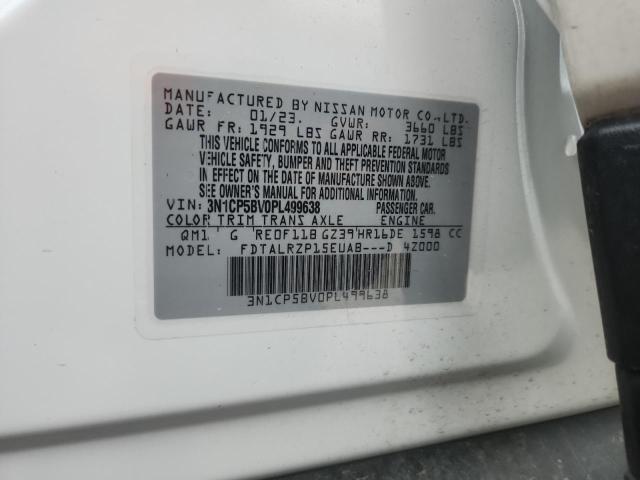 MANUFACTURED BY NISSAN MOTOR CO.,LTD.
DATE: 01/23. GVWR: 3660 LBS
GAWR FR: 1929 LBS GAWR RR: 1731 LBS
THIS VEHICLE CONFORMS TO ALL APPLICABLE FEDERAL MOTOR
VEHICLE SAFETY, BUMPER AND THEFT PREVENTION STANDARDS
IN EFFECT ON THE DATE OF MANUFACTURE SHOWN ABOVE.
SEE OWNER'S MANUAL FOR ADDITIONAL INFORMATION.
VIN: 3N1CP5BV0PL499638 PASSENGER CAR.
COLOR TRIM TRANS AXLE ENGINE
QM1 G RE0F11B GZ39 HR16DE 1598 CC
FDTALRZP15EUAB---D 4Z000
3N1CP5BV0PL499638